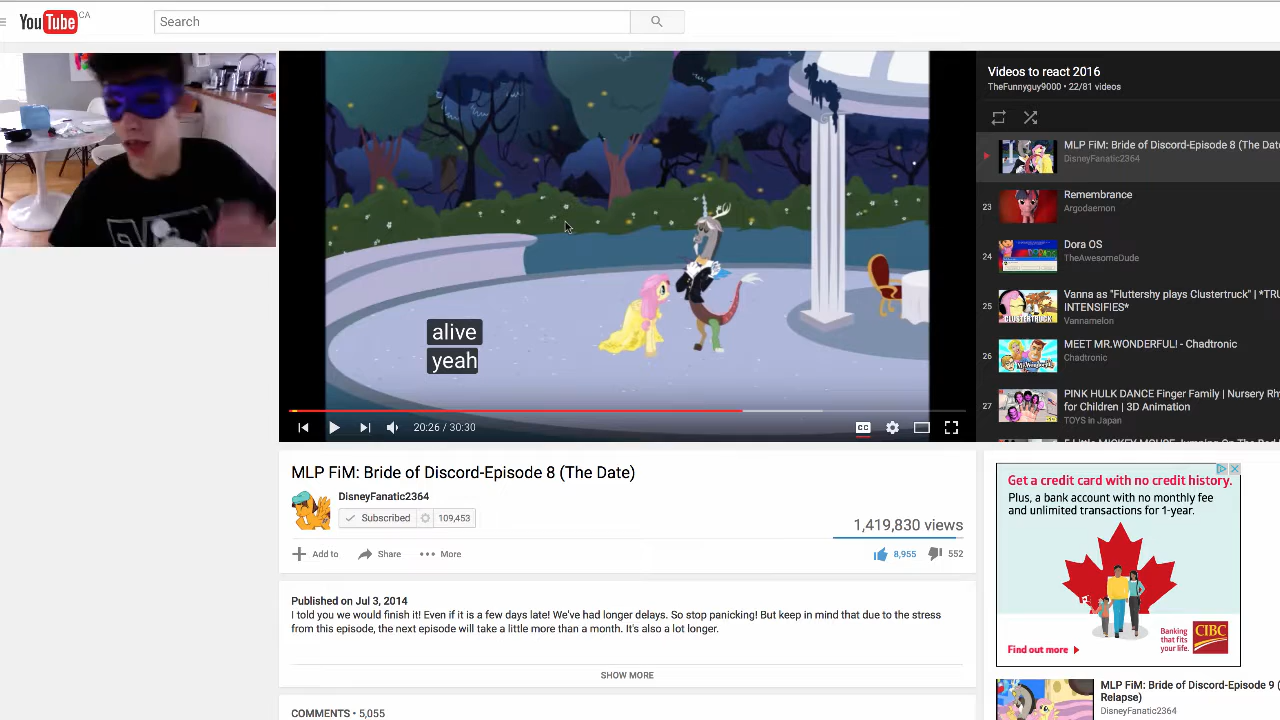 YouTube CA
Search
alive
yeah
20:26 / 30:30
CC
Videos to react 2016
TheFunnyguy9000 • 22/81 videos
MLP FiM: Bride of Discord-Episode 8 (The Date
DisneyFanatic2364
23
Remembrance
Argodaernon
24
Dora OS
TheAwesomeDude
25
Vanna as "Fluttershy plays Clustertruck" | *TRU
INTENSIFIES*
Vannamelon
CLUSTERTRUCK
26
MEET MR.WONDERFUL! - Chadtronic
Chadtronic
27
PINK HULK DANCE Finger Family | Nursery Rhy
for Children | 3D Animation
TOYS in Japan
MLP FiM: Bride of Discord-Episode 8 (The Date)
DisneyFanatic2364
Subscribed 109,453
1,419,830 views
Add to Share More
8,955 552
Published on Jul 3, 2014
I told you we would finish it! Even if it is a few days late! We've had longer delays. So stop panicking! But keep in mind that due to the stress
from this episode, the next episode will take a little more than a month. It's also a lot longer.
SHOW MORE
COMMENTS • 5,055
Get a credit card with no credit history.
Plus, a bank account with no monthly fee
and unlimited transactions for 1-year.
Find out more
Banking
that fits
your life.
CIBC
MLP FiM: Bride of Discord-Episode 9 (
Relapse)
DisneyFanatic2364